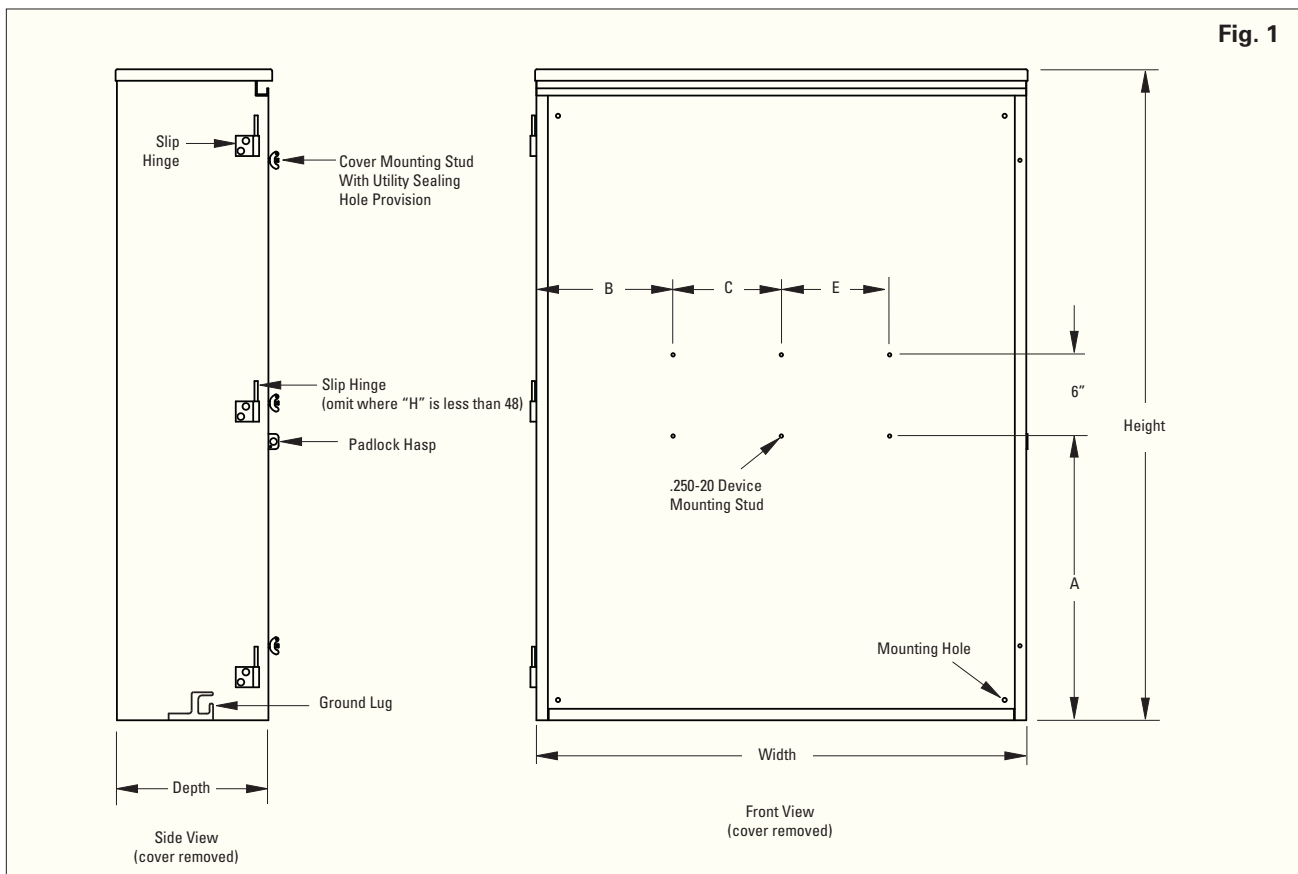 Fig. 1
Slip
Hinge
Cover Mounting Stud
With Utility Sealing
Hole Provision
Slip Hinge
(omit where “H” is less than 48)
Padlock Hasp
Ground Lug
Depth
Side View
(cover removed)
B
C
E
6”
Height
.250-20 Device
Mounting Stud
A
Mounting Hole
Width
Front View
(cover removed)